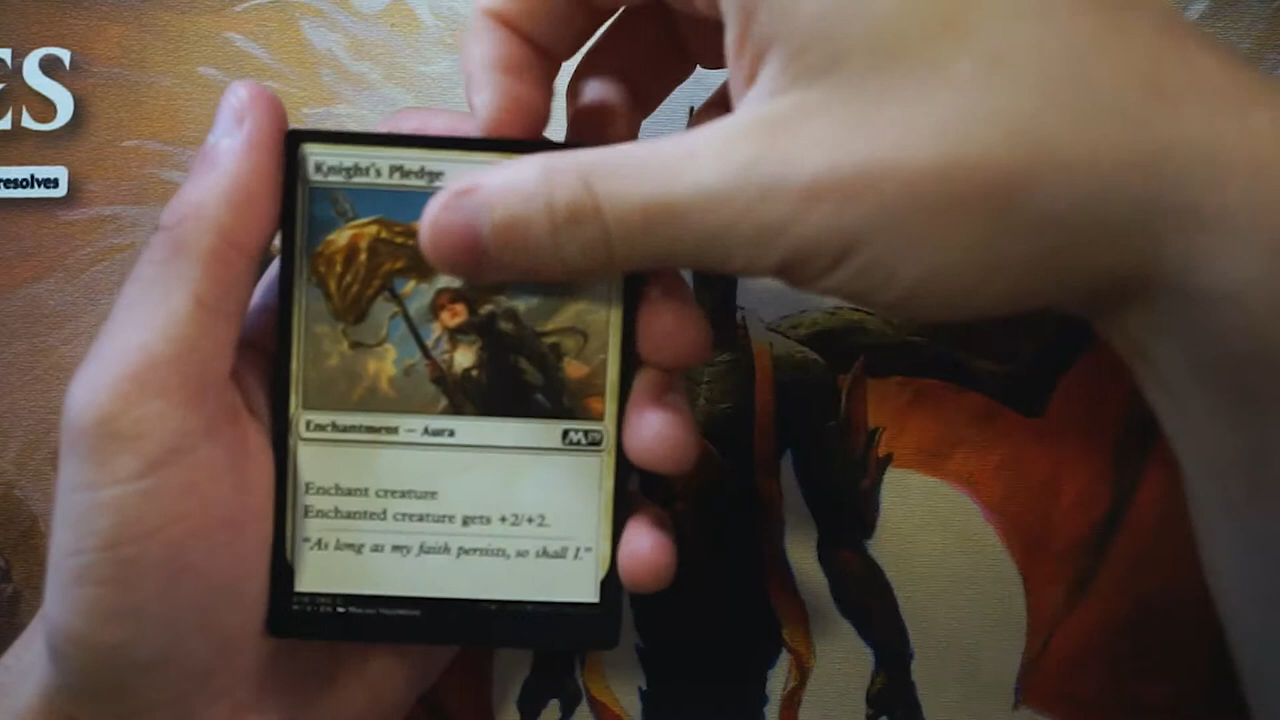 ES
resolves
Knight's Pledge
Enchantment — Aura
M19
Enchant creature
Enchanted creature gets +2/+2.
"As long as my faith persists, so shall I."